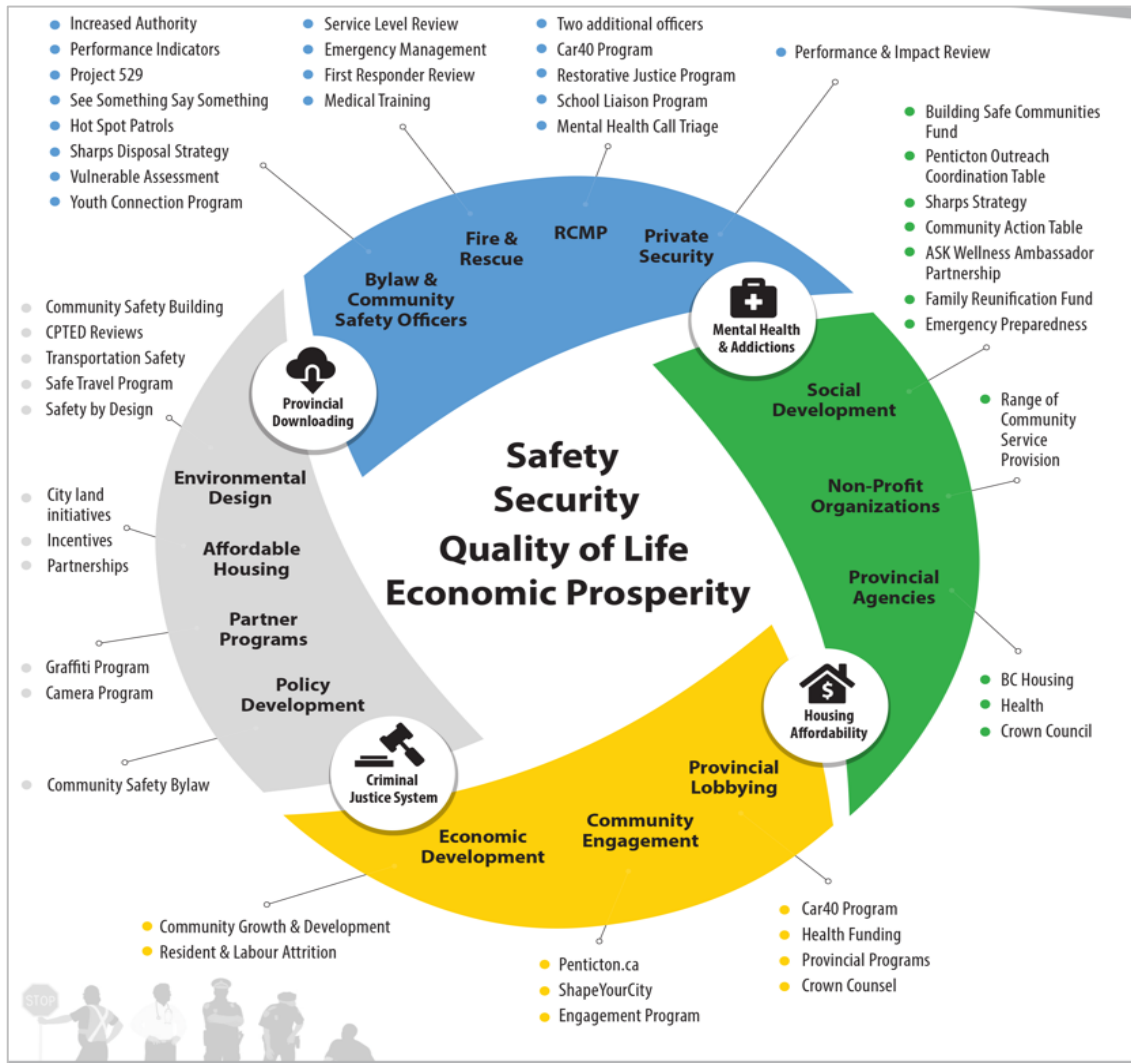 Increased Authority
Performance Indicators
Project 529
See Something Say Something
Hot Spot Patrols
Sharps Disposal Strategy
Vulnerable Assessment
Youth Connection Program
Service Level Review
Emergency Management
First Responder Review
Medical Training
Two additional officers
Car40 Program
Restorative Justice Program
School Liaison Program
Mental Health Call Triage
Performance & Impact Review
Building Safe Communities
Fund
Penticton Outreach
Coordination Table
Sharps Strategy
Community Action Table
ASK Wellness Ambassador
Partnership
Family Reunification Fund
Emergency Preparedness
Bylaw &
Community
Safety Officers
Fire &
Rescue
RCMP
Private
Security
Mental Health
& Addictions
Provincial
Downloading
Community Safety Building
CPTED Reviews
Transportation Safety
Safe Travel Program
Safety by Design
Social
Development
Range of
Community
Service
Provision
Environmental
Design
Safety
Security
Quality of Life
Economic Prosperity
Non-Profit
Organizations
City land
initiatives
Incentives
Partnerships
Affordable
Housing
Provincial
Agencies
Partner
Programs
Graffiti Program
Camera Program
Policy
Development
BC Housing
Health
Crown Council
$
Housing
Affordability
Community Safety Bylaw
Criminal
Justice System
Provincial
Lobbying
Community
Engagement
Economic
Development
Community Growth & Development
Resident & Labour Attrition
Penticton.ca
ShapeYourCity
Engagement Program
Car40 Program
Health Funding
Provincial Programs
Crown Counsel
STOP